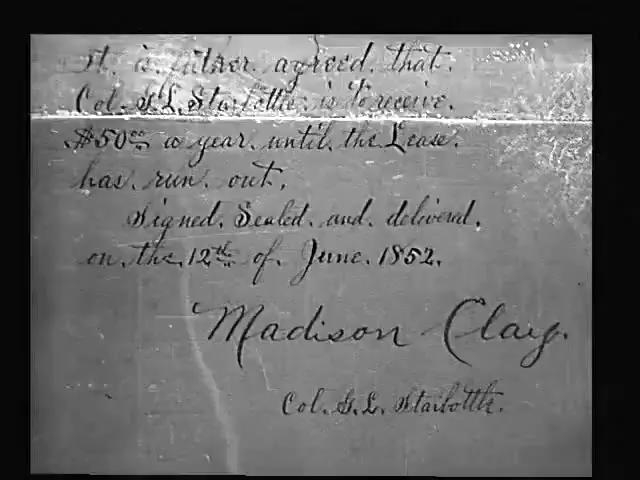 It. is. futher. agreed. that.
Col. G. L. Starbottle. is to receive.
$50.00 a year. until. the. Lease.
has. run. out.
Signed. Sealed. and. delivered.
on. the. 12th of. June. 1852.
Madison Clay.
Col. G. L. Starbottle.